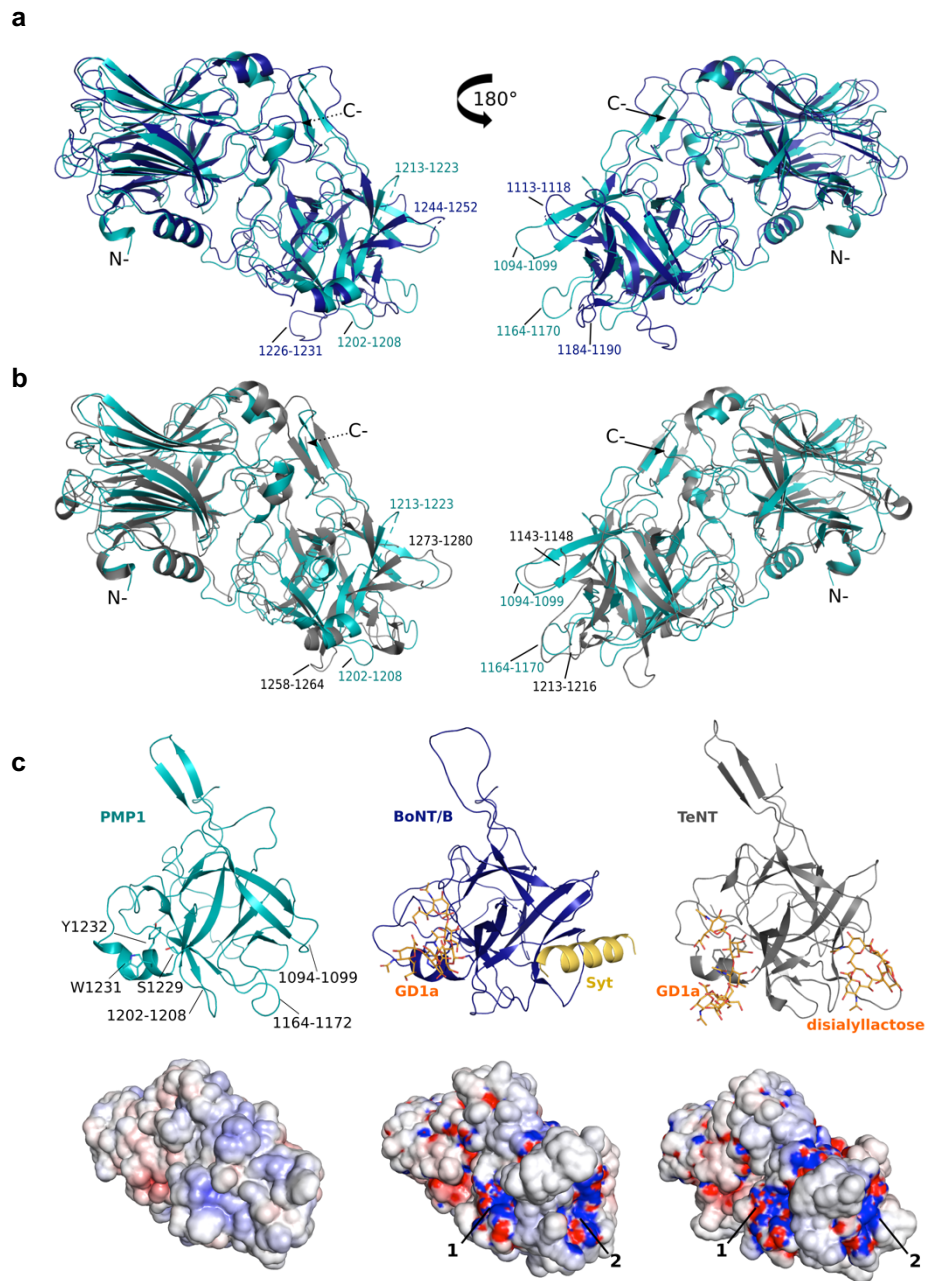 a
180°
C-
C-
1213-1223
1244-1252
1113-1118
1094-1099
N-
N-
1164-1170
1226-1231
1202-1208
1184-1190
b
C-
C-
1213-1223
1273-1280
1143-1148
1094-1099
N-
N-
1164-1170
1258-1264
1202-1208
1213-1216
c
PMP1
BoNT/B
TeNT
Y1232
W1231
S1229
1094-1099
1202-1208
1164-1172
GD1a
Syt
GD1a
disialyllactose
1
2
1
2